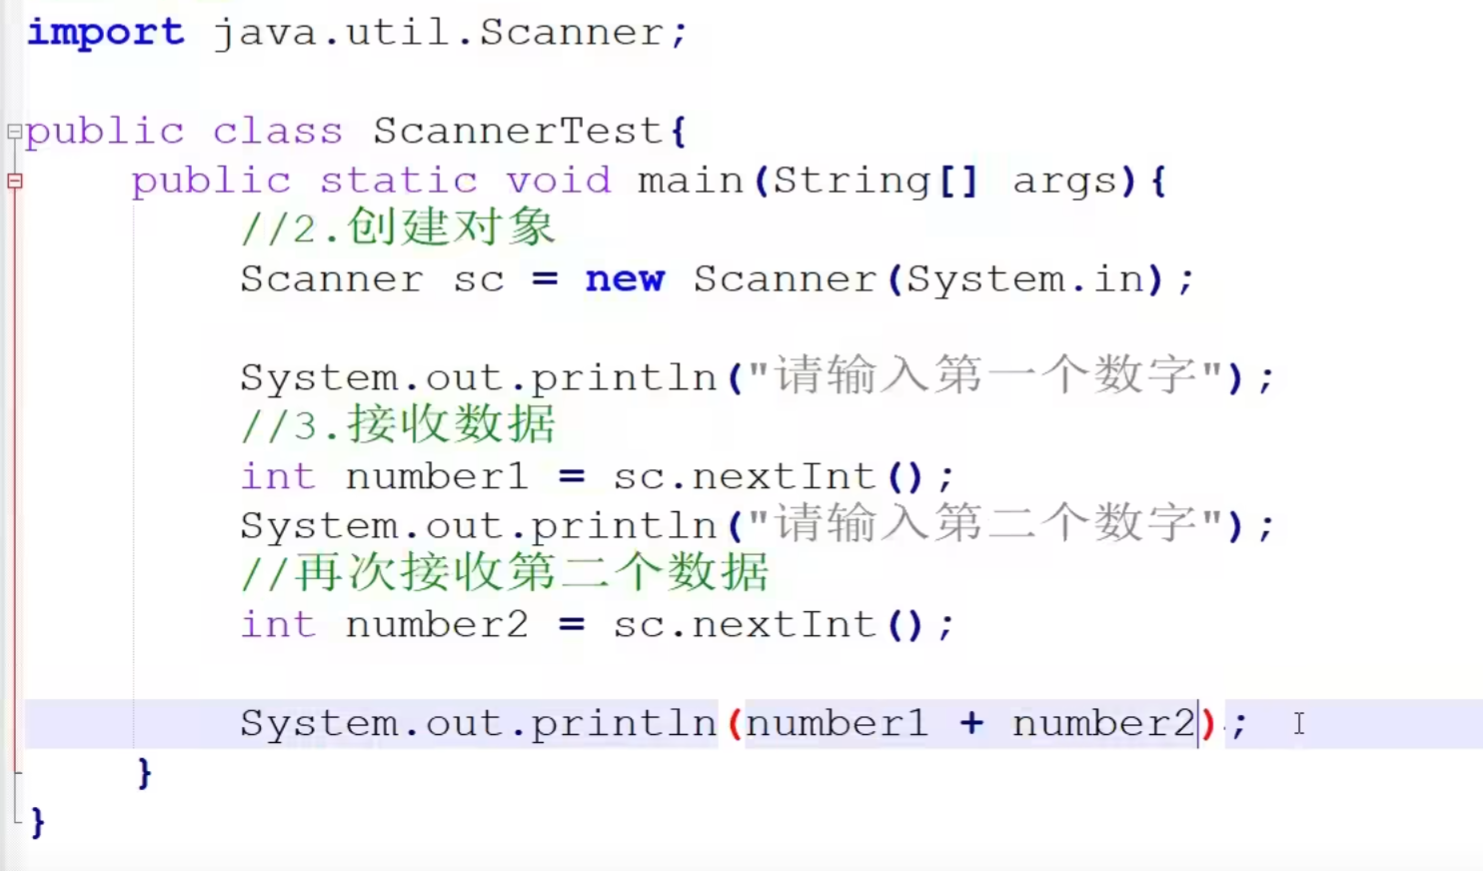 import java.util.Scanner;
public class ScannerTest{
public static void main(String[] args){
//2.创建对象
Scanner sc = new Scanner(System.in);
System.out.println("请输入第一个数字");
//3.接收数据
int number1 = sc.nextInt();
System.out.println("请输入第二个数字");
//再次接收第二个数据
int number2 = sc.nextInt();
System.out.println(number1 + number2);
}
}